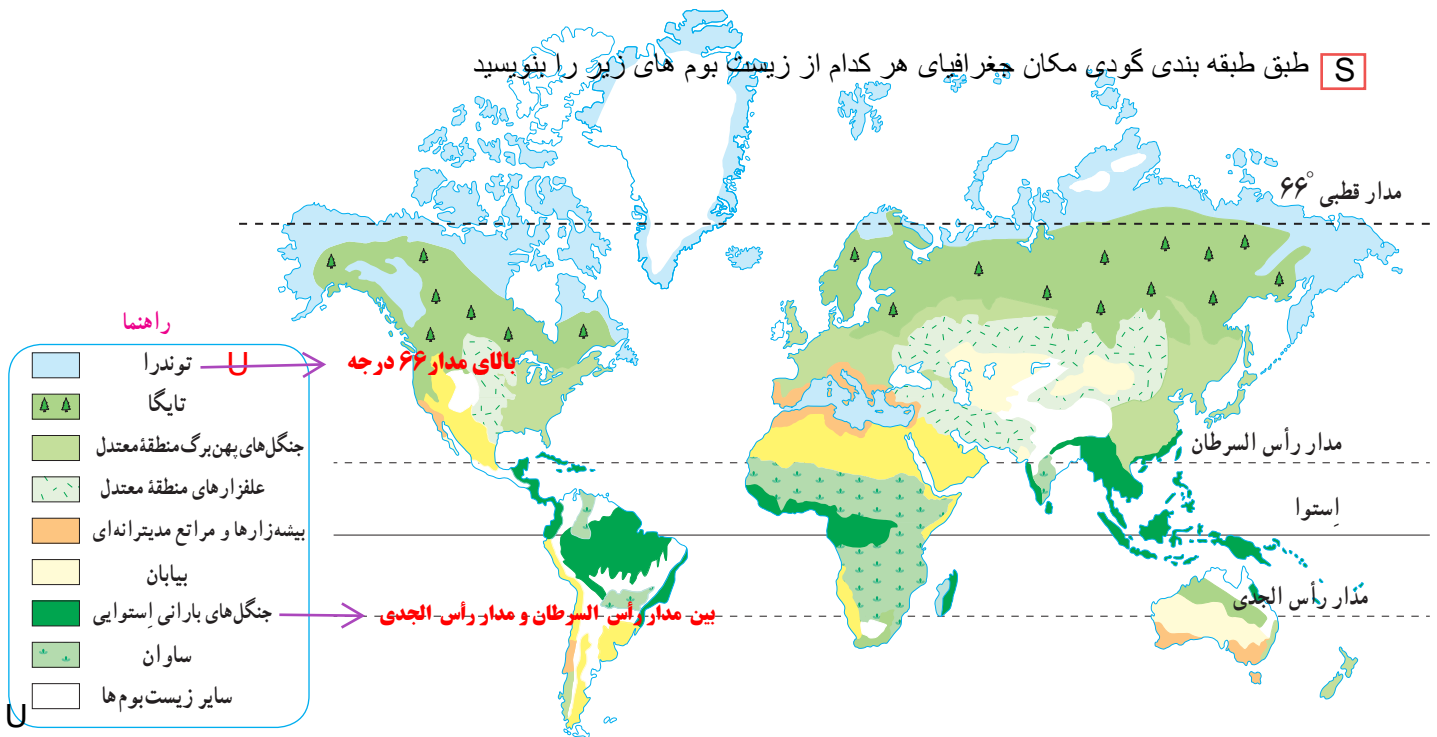 S طبق طبقه بندی گودی مکان جغرافیای هر کدام از زیست بوم های زیر را بنویسید
مدار قطبی ۶۶°
مدار رأس السرطان
اِستوا
مدار رأس الجدی
راهنما
توندرا U بالای مدار ۶۶ درجه
تایگا
جنگل‌های پهن‌برگ منطقهٔ معتدل
علفزارهای منطقهٔ معتدل
بیشه‌زارها و مراتع مدیترانه‌ای
بیابان
جنگل‌های بارانی اِستوایی بین مدار رأس السرطان و مدار رأس الجدی
ساوان
سایر زیست‌بوم‌ها
U